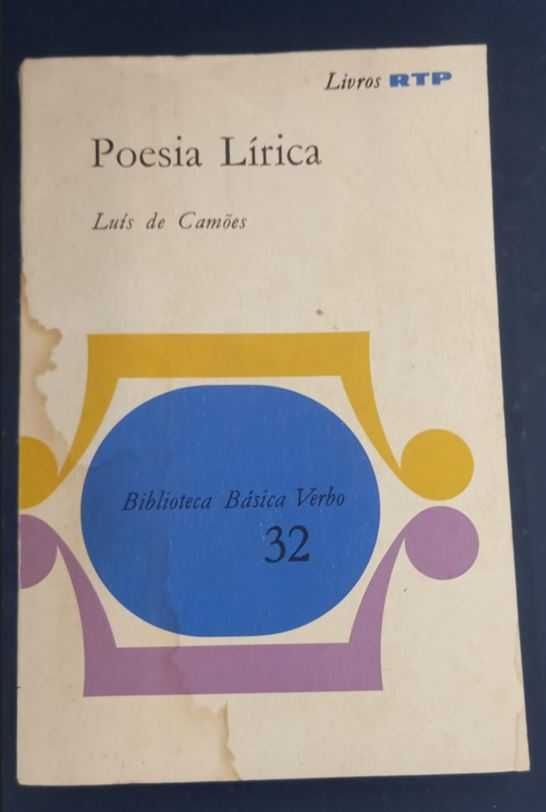 Livros RTP
Poesia Lírica
Luís de Camões
Biblioteca Básica Verbo
32